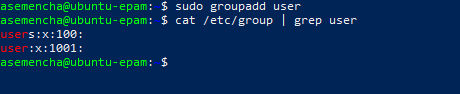 asemencha@ubuntu-epam: $ sudo groupadd user
asemencha@ubuntu-epam: $ cat /etc/group | grep user
users:x:100:
user:x:1001:
asemencha@ubuntu-epam: $